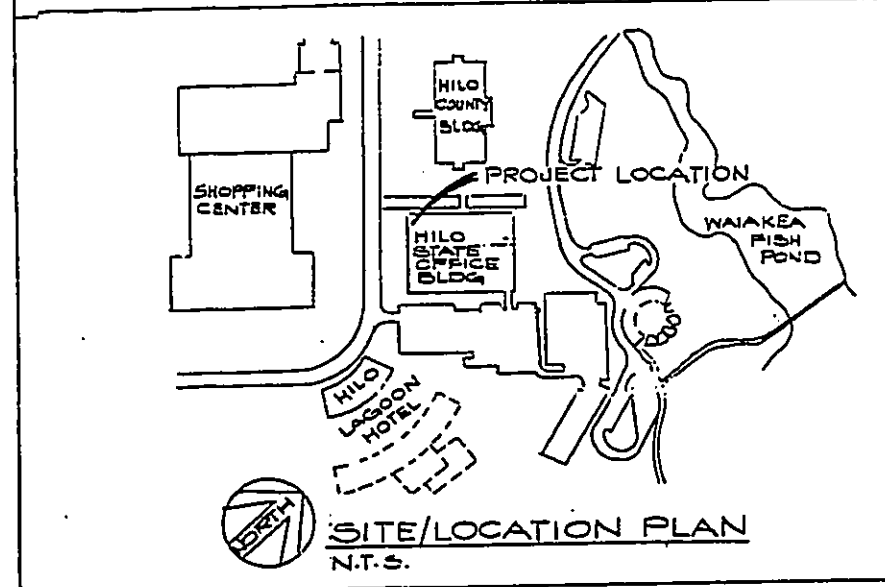 HILO
COUNTY
BLDG
PROJECT LOCATION
SHOPPING
CENTER
WAIAKEA
FISH
POND
HILO
STATE
OFFICE
BLDG
HILO
LAGOON
HOTEL
NORTH
SITE/LOCATION PLAN
N.T.S.